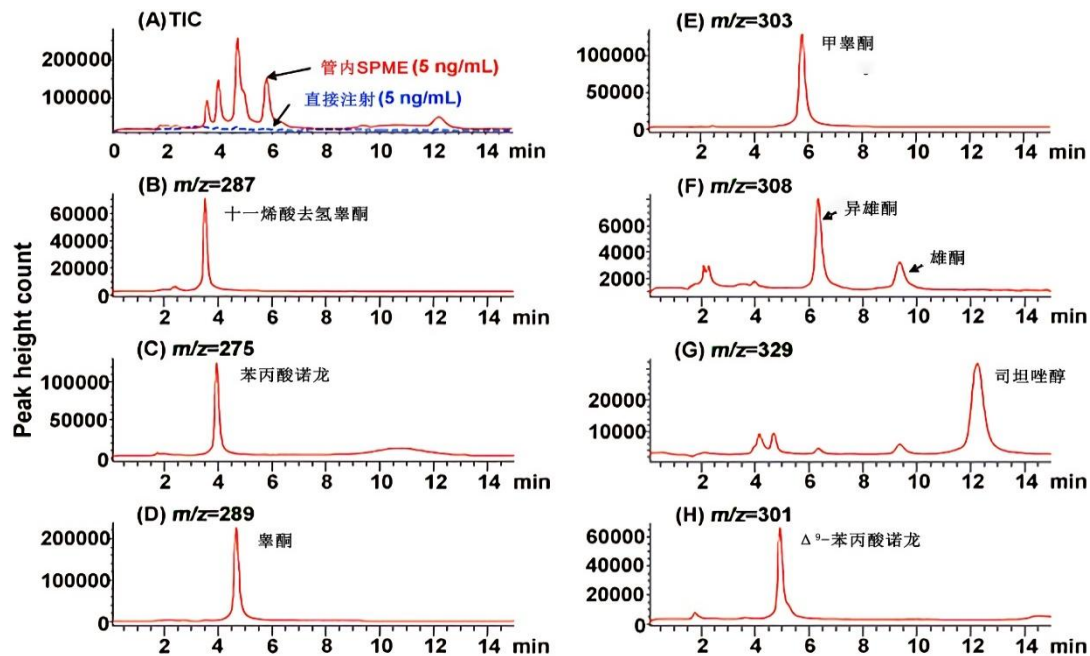 Peak height count
(A) TIC
200000
100000
管内SPME (5 ng/mL)
直接注射 (5 ng/mL)
0 2 4 6 8 10 12 14 min
(B) m/z=287
60000
40000
20000
0
十一烯酸去氢睾酮
2 4 6 8 10 12 14 min
(C) m/z=275
100000
50000
0
苯丙酸诺龙
2 4 6 8 10 12 14 min
(D) m/z=289
200000
100000
0
睾酮
2 4 6 8 10 12 14 min
(E) m/z=303
100000
50000
0
甲睾酮
2 4 6 8 10 12 14 min
(F) m/z=308
8000
6000
4000
2000
异雄酮
雄酮
2 4 6 8 10 12 14 min
(G) m/z=329
20000
10000
司坦唑醇
2 4 6 8 10 12 14 min
(H) m/z=301
60000
40000
20000
0
Δ⁹-苯丙酸诺龙
2 4 6 8 10 12 14 min